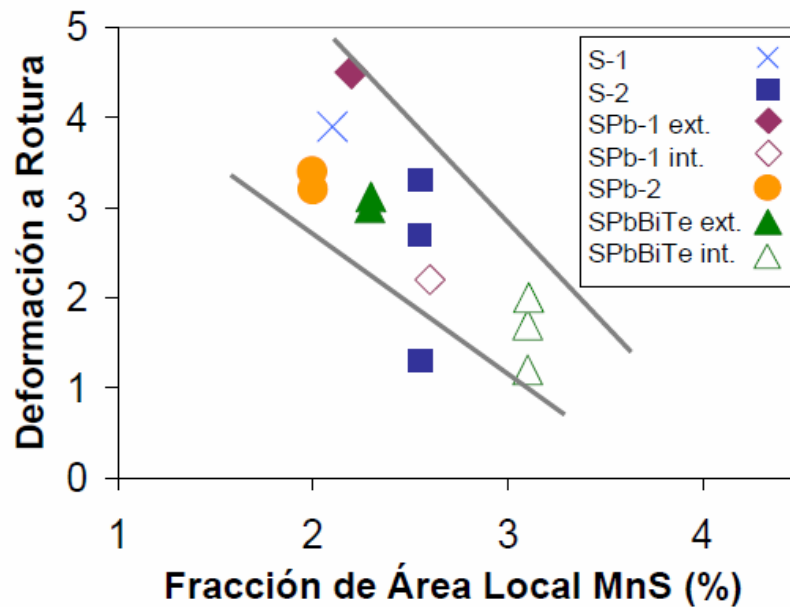 5
4
3
2
1
0
Deformación a Rotura
S-1
S-2
SPb-1 ext.
SPb-1 int.
SPb-2
SPbBiTe ext.
SPbBiTe int.
1 2 3 4
Fracción de Área Local MnS (%)